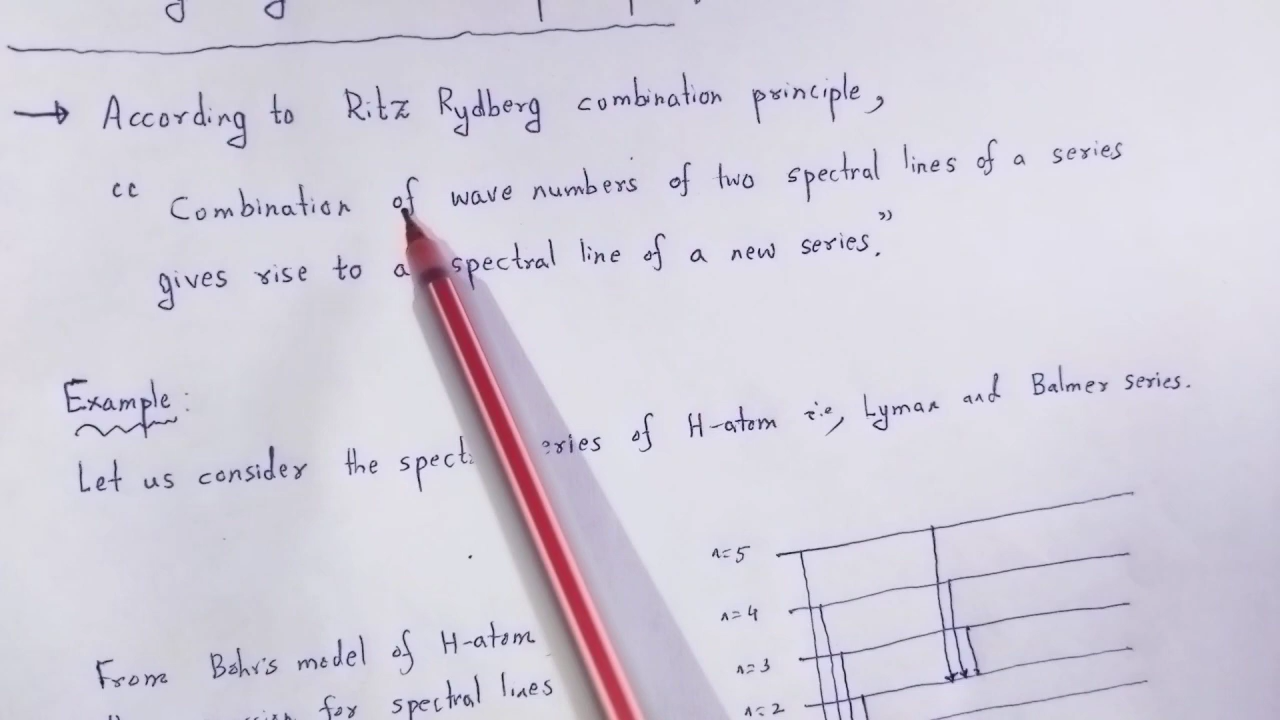 → According to Ritz Rydberg combination principle,
“ Combination of wave numbers of two spectral lines of a series
gives rise to a spectral line of a new series.”
Example:
Let us consider the of H-atom i.e, Lyman and Balmer series.
n=5
n=4
n=3
n=2
From Bohr's model of H-atom
for spectral lines